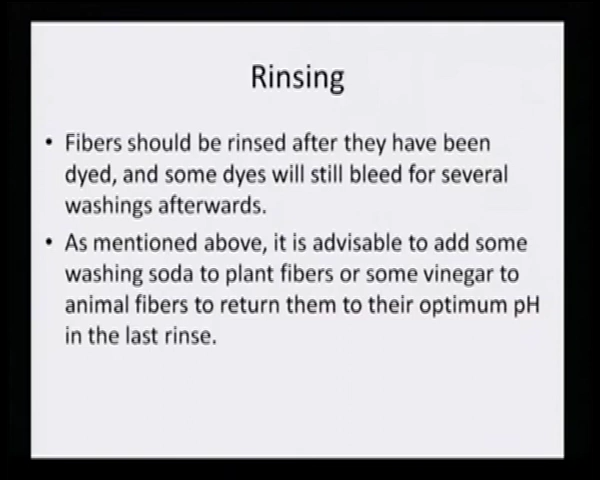 Rinsing
• Fibers should be rinsed after they have been
dyed, and some dyes will still bleed for several
washings afterwards.
• As mentioned above, it is advisable to add some
washing soda to plant fibers or some vinegar to
animal fibers to return them to their optimum pH
in the last rinse.